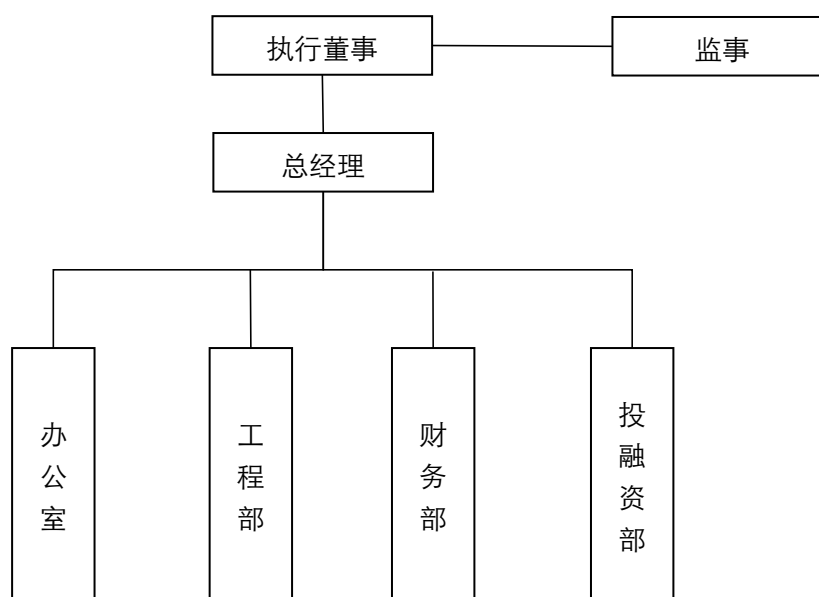 执行董事
监事
总经理
办公室
工程部
财务部
投融资部